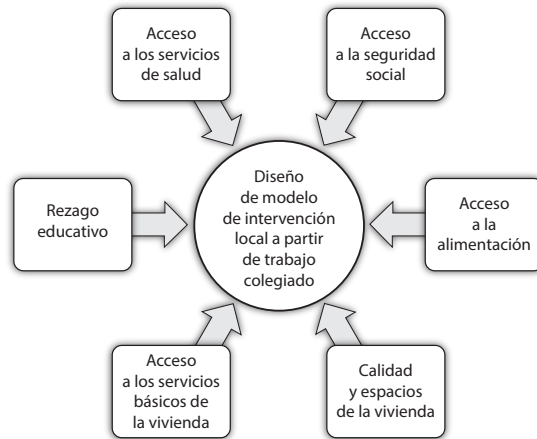 Acceso
a los servicios
de salud
Acceso
a la seguridad
social
Rezago
educativo
Diseño
de modelo
de intervención
local a partir
de trabajo
colegiado
Acceso
a la
alimentación
Acceso
a los servicios
básicos de
la vivienda
Calidad
y espacios
de la vivienda